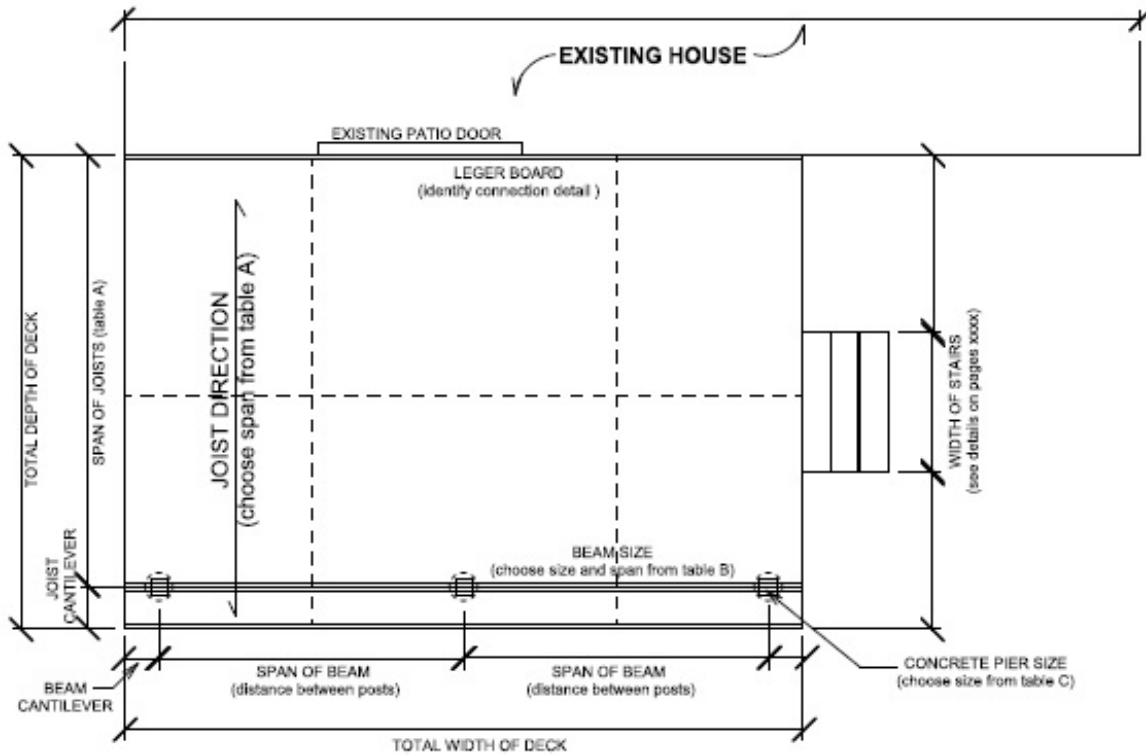 EXISTING HOUSE
EXISTING PATIO DOOR
LEGER BOARD
(identify connection detail )
TOTAL DEPTH OF DECK
SPAN OF JOISTS (table A)
JOIST DIRECTION
(choose span from table A)
WIDTH OF STAIRS
(see details on pages xxxx)
JOIST
CANTILEVER
BEAM SIZE
(choose size and span from table B)
SPAN OF BEAM
(distance between posts)
SPAN OF BEAM
(distance between posts)
CONCRETE PIER SIZE
(choose size from table C)
BEAM
CANTILEVER
TOTAL WIDTH OF DECK